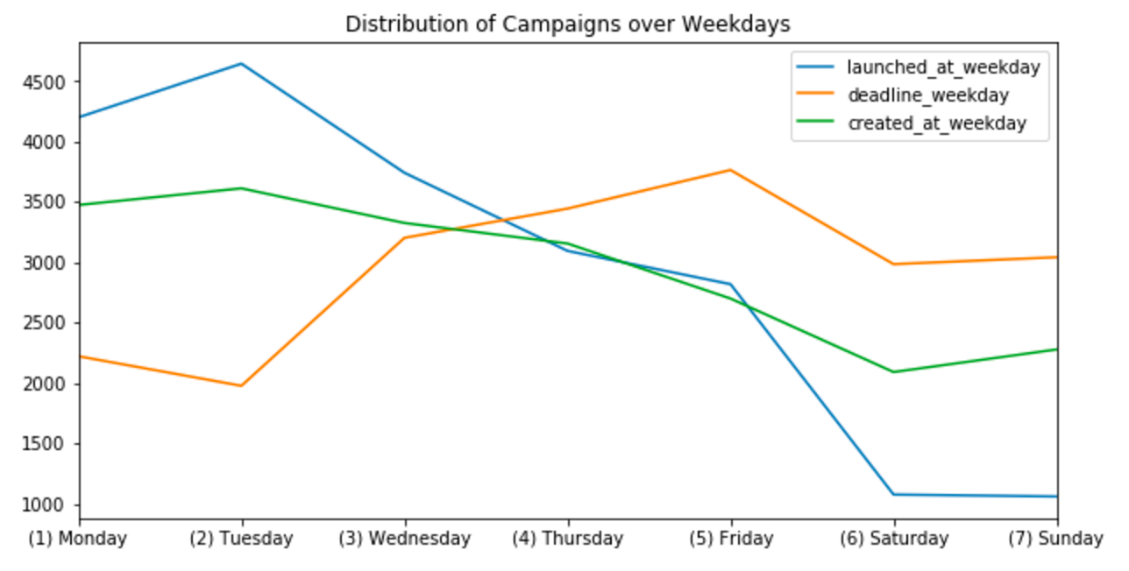 Distribution of Campaigns over Weekdays
launched_at_weekday
deadline_weekday
created_at_weekday
4500
4000
3500
3000
2500
2000
1500
1000
(1) Monday (2) Tuesday (3) Wednesday (4) Thursday (5) Friday (6) Saturday (7) Sunday